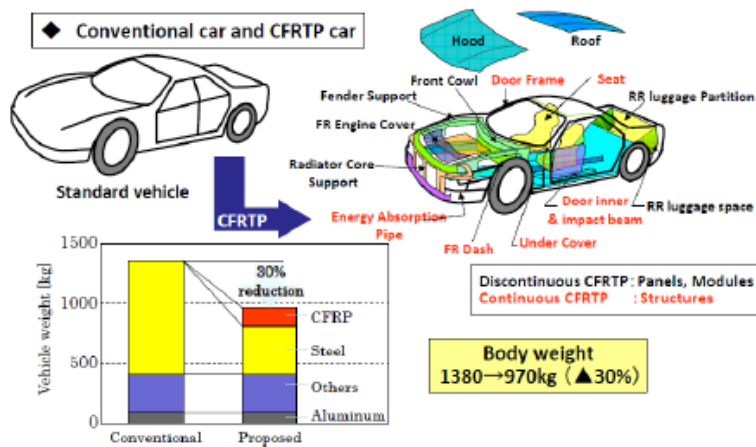 ◆ Conventional car and CFRTP car
Hood
Roof
Front Cowl
Door Frame
Seat
Fender Support
RR luggage Partition
FR Engine Cover
Radiator Core
Support
Standard vehicle
Door inner
& impact beam
RR luggage space
Energy Absorption
Pipe
CFRTP
FR Dash
Under Cover
Discontinuous CFRTP: Panels, Modules
Continuous CFRTP : Structures
Body weight
1380→970kg (▲30%)
Vehicle weight [kg]
1500
1000
500
0
30%
reduction
CFRP
Steel
Others
Aluminum
Conventional
Proposed